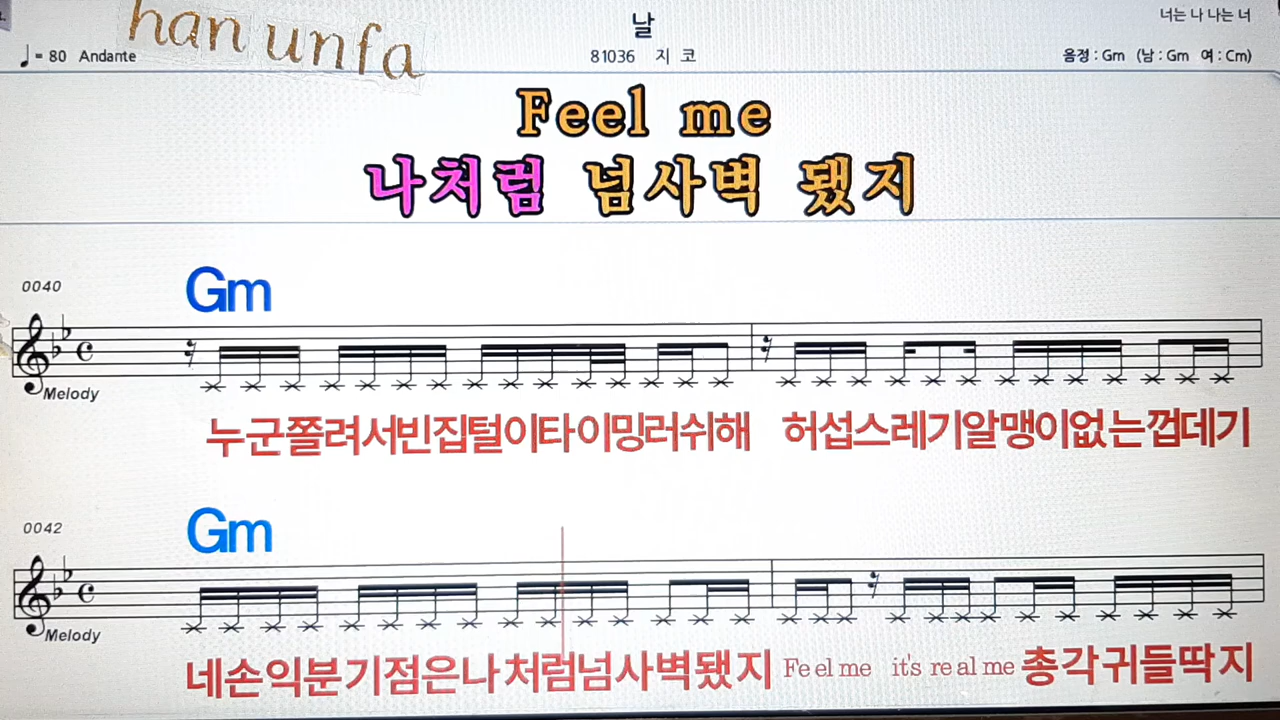 han unfa
날
너는 나 나는 너
♩= 80 Andante
81036 지 코
음정 : Gm (남 : Gm 여 : Cm)
Feel me
나처럼 넘사벽 됐지
0040
Gm
Melody
누군쫄려서빈집털이타이밍러쉬해 허섭스레기알맹이없는껍데기
0042
Gm
Melody
네손익분기점은나처럼넘사벽됐지 Feel me it's real me 총각귀들딱지